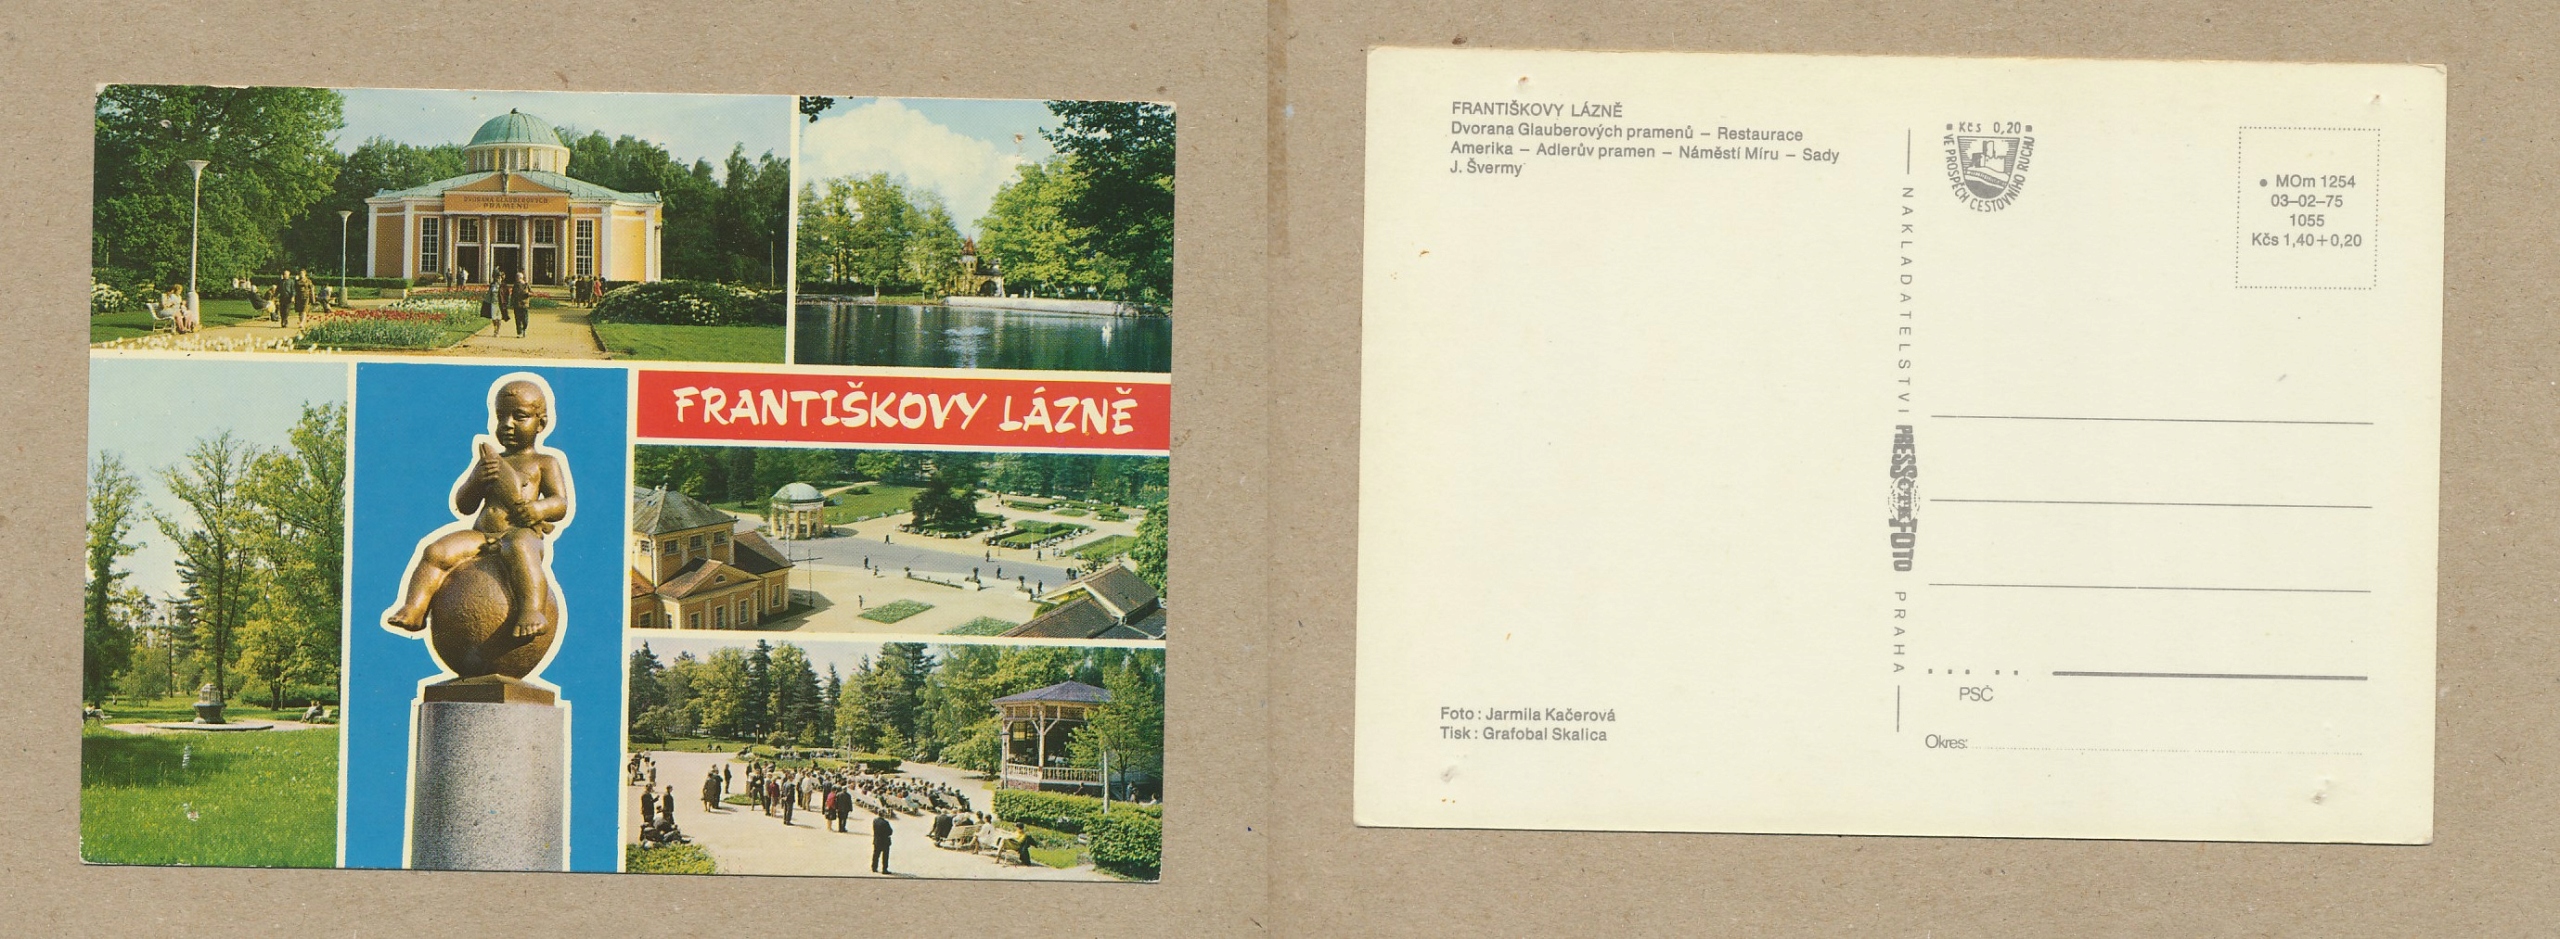 DVORANA GLAUBEROVÝCH
PRAMENŮ
FRANTIŠKOVY LÁZNĚ
FRANTIŠKOVY LÁZNĚ
Dvorana Glauberových pramenů – Restaurace
Amerika – Adlerův pramen – Náměstí Míru – Sady
J. Švermy
Foto : Jarmila Kačerová
Tisk : Grafobal Skalica
NAKLADATELSTVÍ PRESSFOTO PRAHA
Kčs 0,20
VE PROSPĚCH CESTOVNÍHO RUCHU
• MOm 1254
03–02–75
1055
Kčs 1,40+0,20
PSČ
Okres: